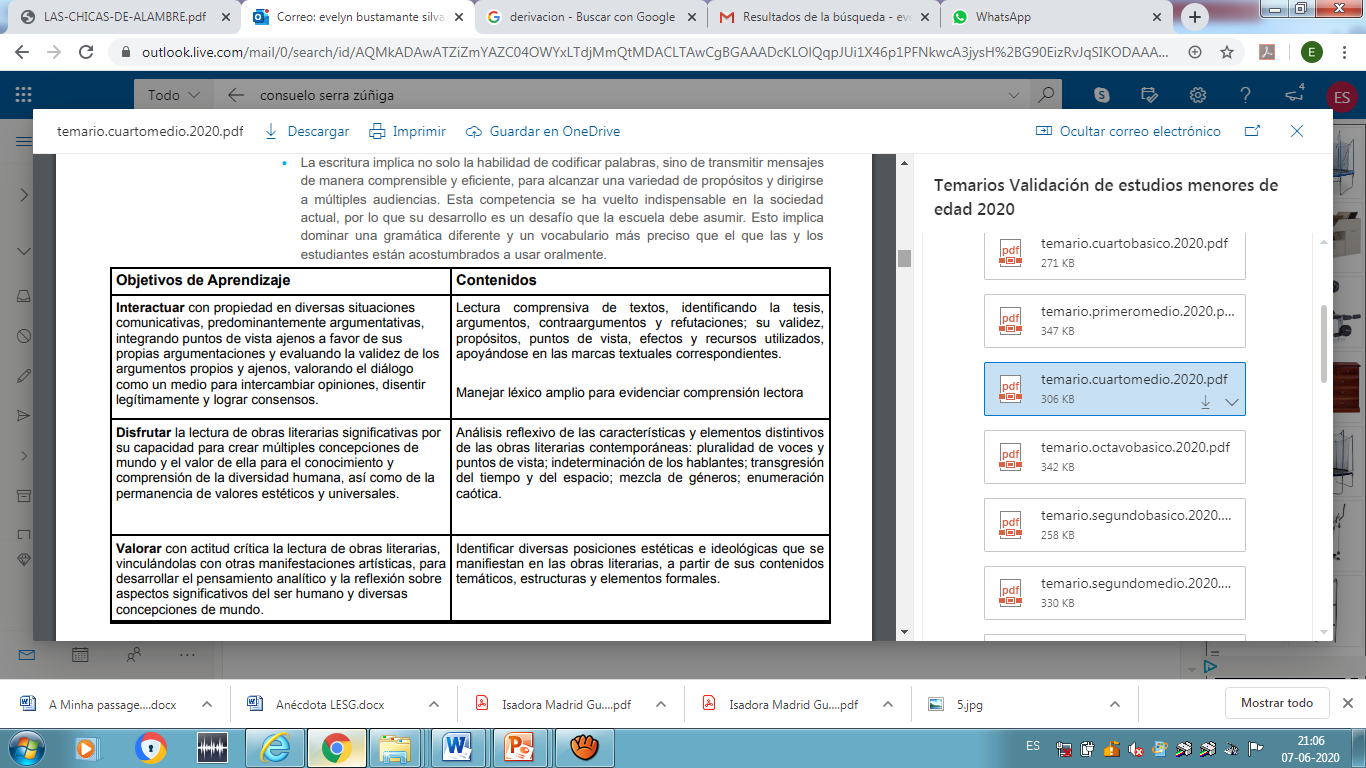 LAS-CHICAS-DE-ALAMBRE.pdf
Correo: evelyn bustamante silva
derivacion - Buscar con Google
Resultados de la búsqueda - eve
WhatsApp
outlook.live.com/mail/0/search/id/AQMkADAwATZiZmYAZC04OWYxLTdjMmQtMDACLTAwCgBGAAADcKLOlQqpJUi1X46p1PFNkwcA3jysH%2BG90EizRvJqSIKODAAA...
E
Todo
consuelo serra zúñiga
4
ES
temario.cuartomedio.2020.pdf
Descargar
Imprimir
Guardar en OneDrive
Ocultar correo electrónico
• La escritura implica no solo la habilidad de codificar palabras, sino de transmitir mensajes
de manera comprensible y eficiente, para alcanzar una variedad de propósitos y dirigirse
a múltiples audiencias. Esta competencia se ha vuelto indispensable en la sociedad
actual, por lo que su desarrollo es un desafío que la escuela debe asumir. Esto implica
dominar una gramática diferente y un vocabulario más preciso que el que las y los
estudiantes están acostumbrados a usar oralmente.
Objetivos de Aprendizaje
Contenidos
Interactuar con propiedad en diversas situaciones
comunicativas, predominantemente argumentativas,
integrando puntos de vista ajenos a favor de sus
propias argumentaciones y evaluando la validez de los
argumentos propios y ajenos, valorando el diálogo
como un medio para intercambiar opiniones, disentir
legítimamente y lograr consensos.
Lectura comprensiva de textos, identificando la tesis,
argumentos, contraargumentos y refutaciones; su validez,
propósitos, puntos de vista, efectos y recursos utilizados,
apoyándose en las marcas textuales correspondientes.
Manejar léxico amplio para evidenciar comprensión lectora
Disfrutar la lectura de obras literarias significativas por
su capacidad para crear múltiples concepciones de
mundo y el valor de ella para el conocimiento y
comprensión de la diversidad humana, así como de la
permanencia de valores estéticos y universales.
Análisis reflexivo de las características y elementos distintivos
de las obras literarias contemporáneas: pluralidad de voces y
puntos de vista; indeterminación de los hablantes; transgresión
del tiempo y del espacio; mezcla de géneros; enumeración
caótica.
Valorar con actitud crítica la lectura de obras literarias,
vinculándolas con otras manifestaciones artísticas, para
desarrollar el pensamiento analítico y la reflexión sobre
aspectos significativos del ser humano y diversas
concepciones de mundo.
Identificar diversas posiciones estéticas e ideológicas que se
manifiestan en las obras literarias, a partir de sus contenidos
temáticos, estructuras y elementos formales.
Temarios Validación de estudios menores de
edad 2020
pdf
temario.cuartobasico.2020.pdf
271 KB
pdf
temario.primeromedio.2020.p...
347 KB
pdf
temario.cuartomedio.2020.pdf
306 KB
pdf
temario.octavobasico.2020.pdf
342 KB
pdf
temario.segundobasico.2020....
258 KB
pdf
temario.segundomedio.2020....
330 KB
A Minha passage....docx
Anécdota LESG.docx
Isadora Madrid Gu....pdf
Isadora Madrid Gu....pdf
5.jpg
Mostrar todo
ES
21:06
07-06-2020